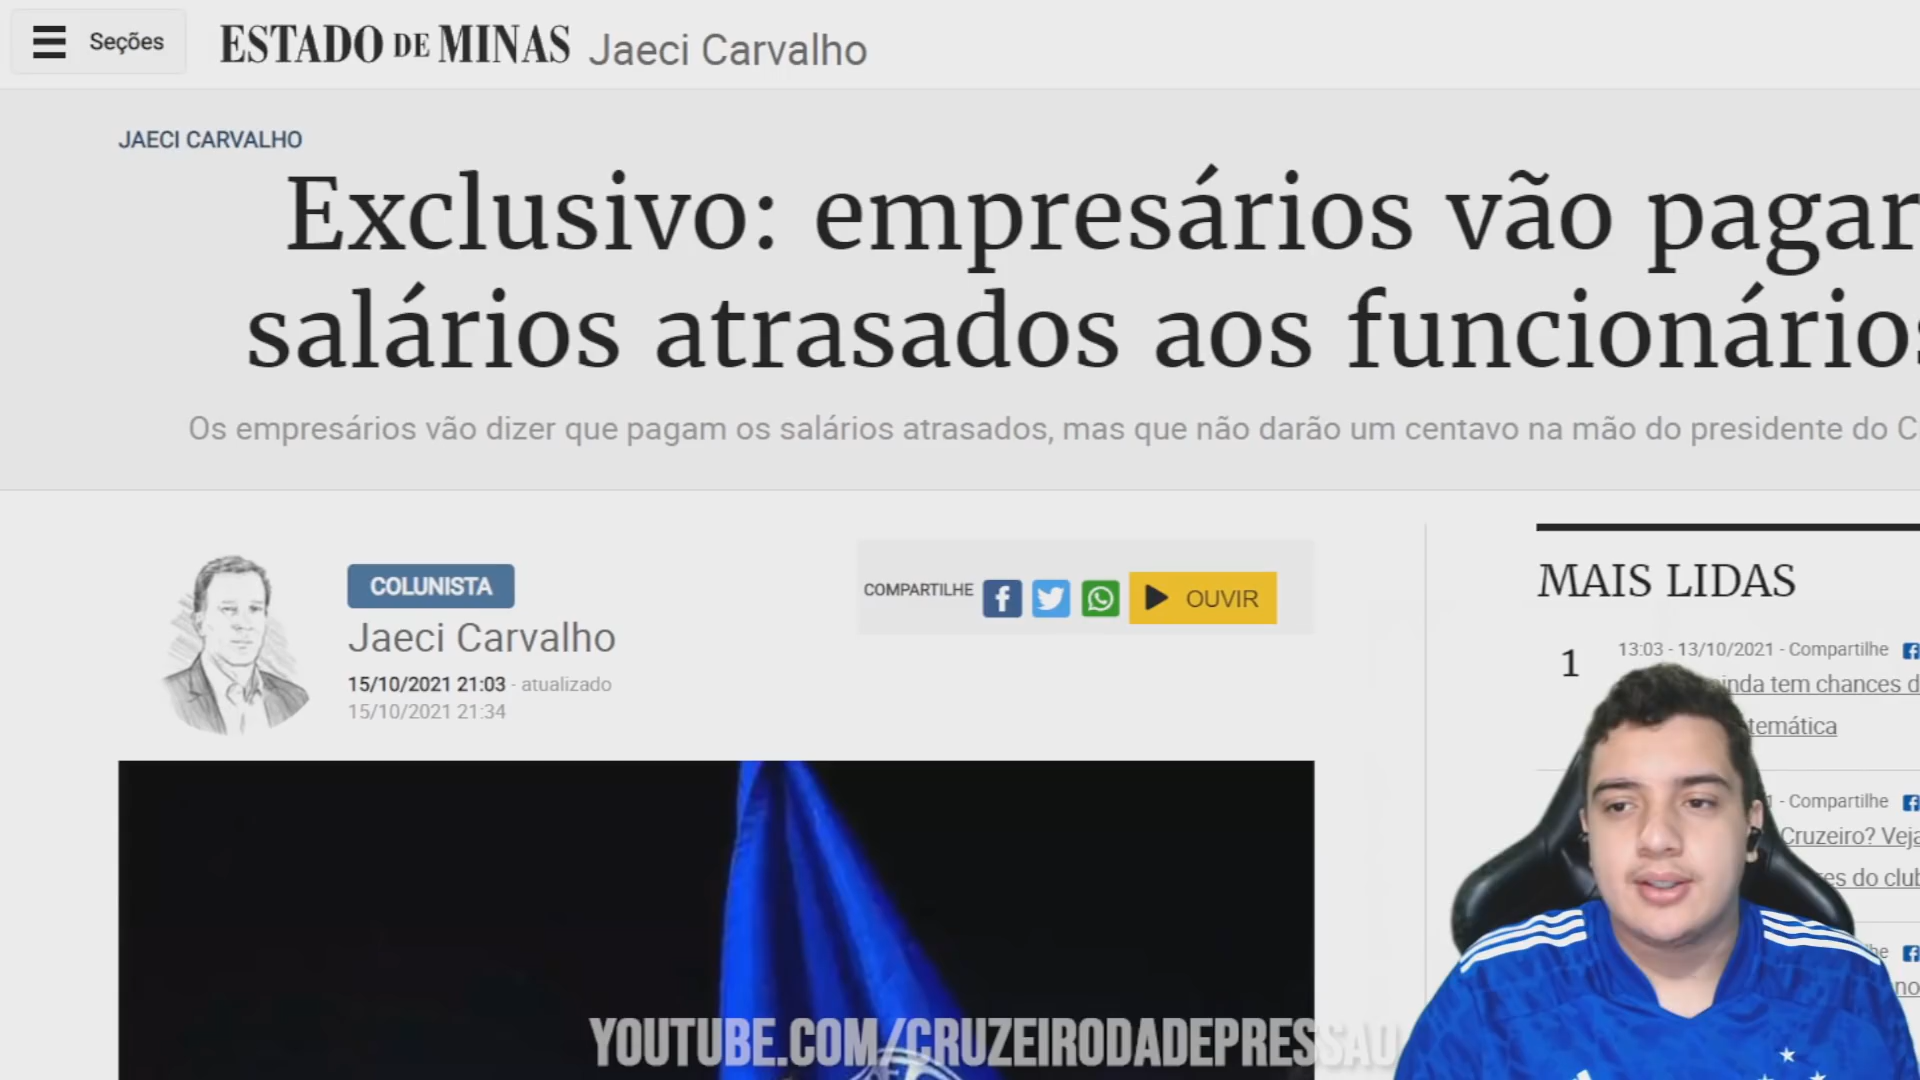 Seções
ESTADO DE MINAS Jaeci Carvalho
JAECI CARVALHO
Exclusivo: empresários vão pagar
salários atrasados aos funcionários
Os empresários vão dizer que pagam os salários atrasados, mas que não darão um centavo na mão do presidente do C
COLUNISTA
Jaeci Carvalho
15/10/2021 21:03 - atualizado
15/10/2021 21:34
COMPARTILHE
OUVIR
MAIS LIDAS
1
13:03 - 13/10/2021 - Compartilhe
inda tem chances d
temática
1 - Compartilhe
Cruzeiro? Veja
es do club
he
no
YOUTUBE.COM/CRUZEIRODADEPRESSAO